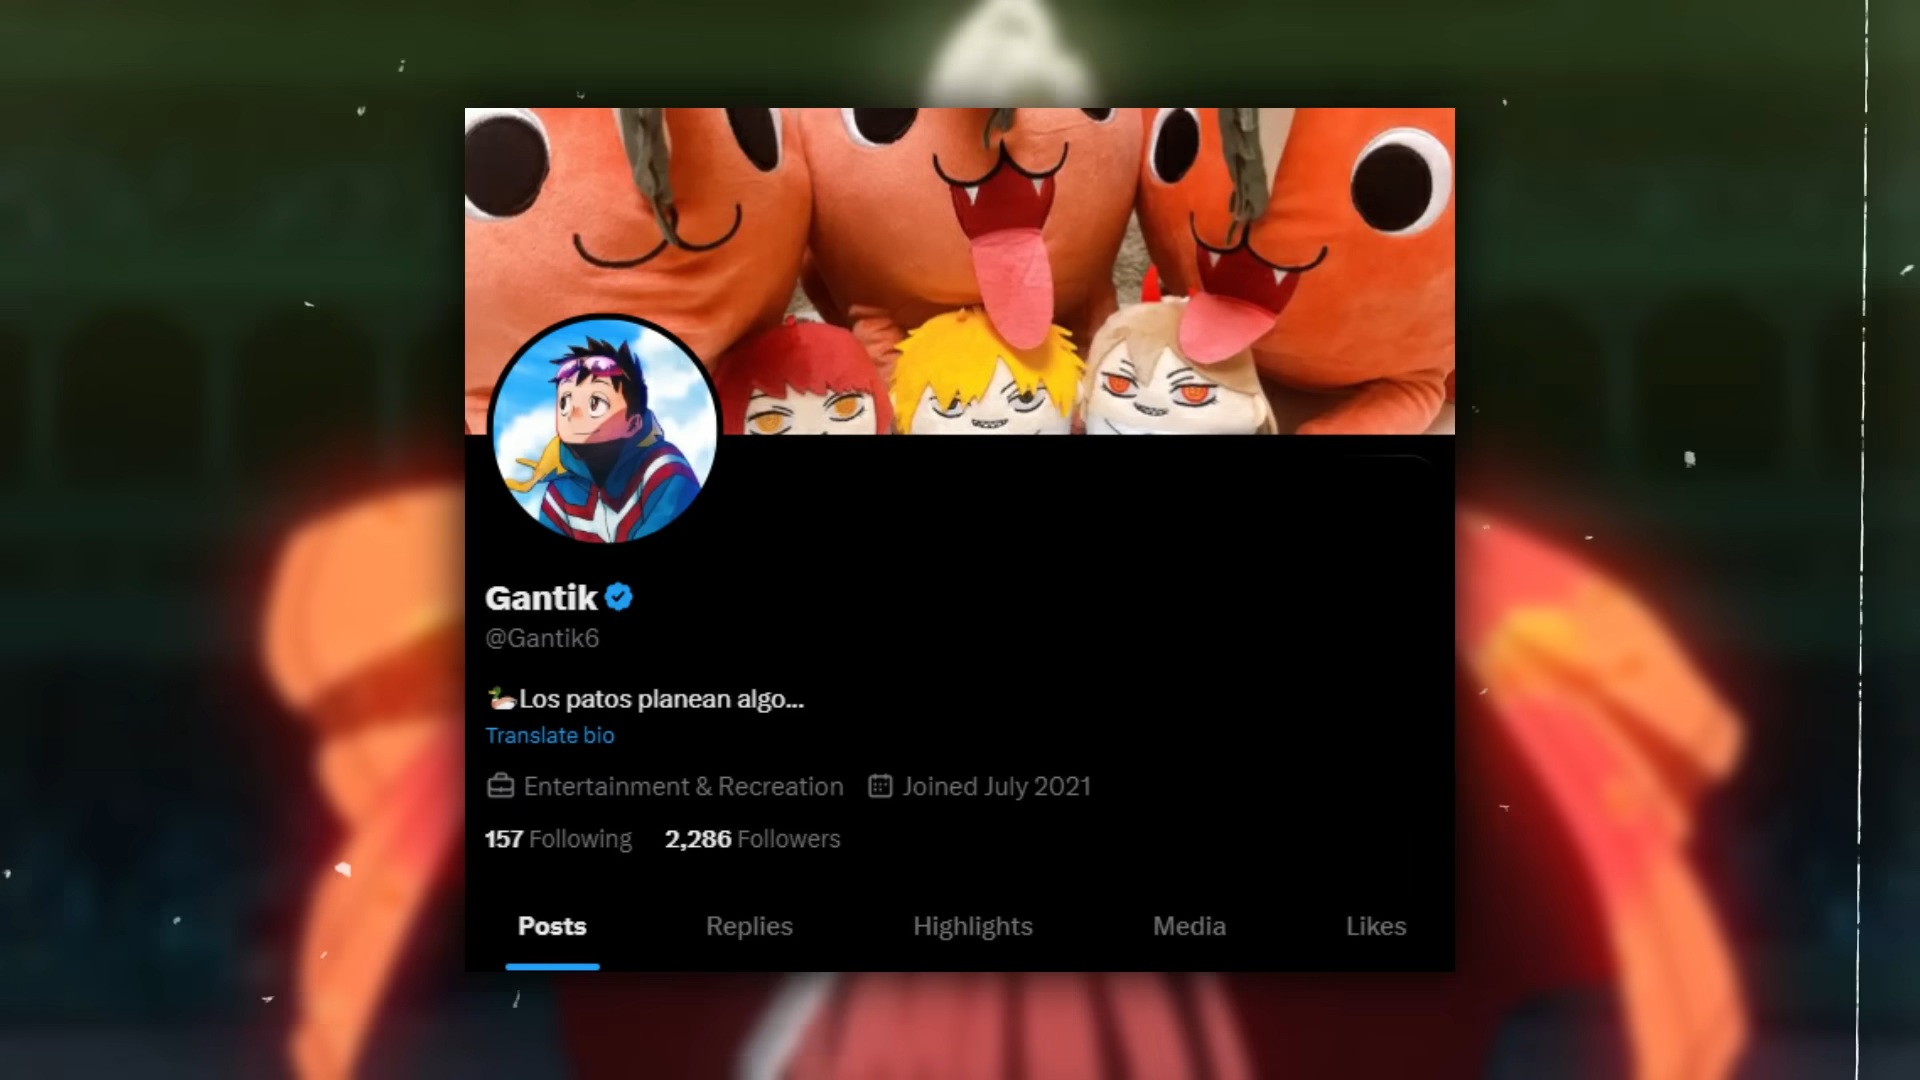 Gantik
@Gantik6
🦆Los patos planean algo...
Translate bio
Entertainment & Recreation Joined July 2021
157 Following 2,286 Followers
Posts Replies Highlights Media Likes